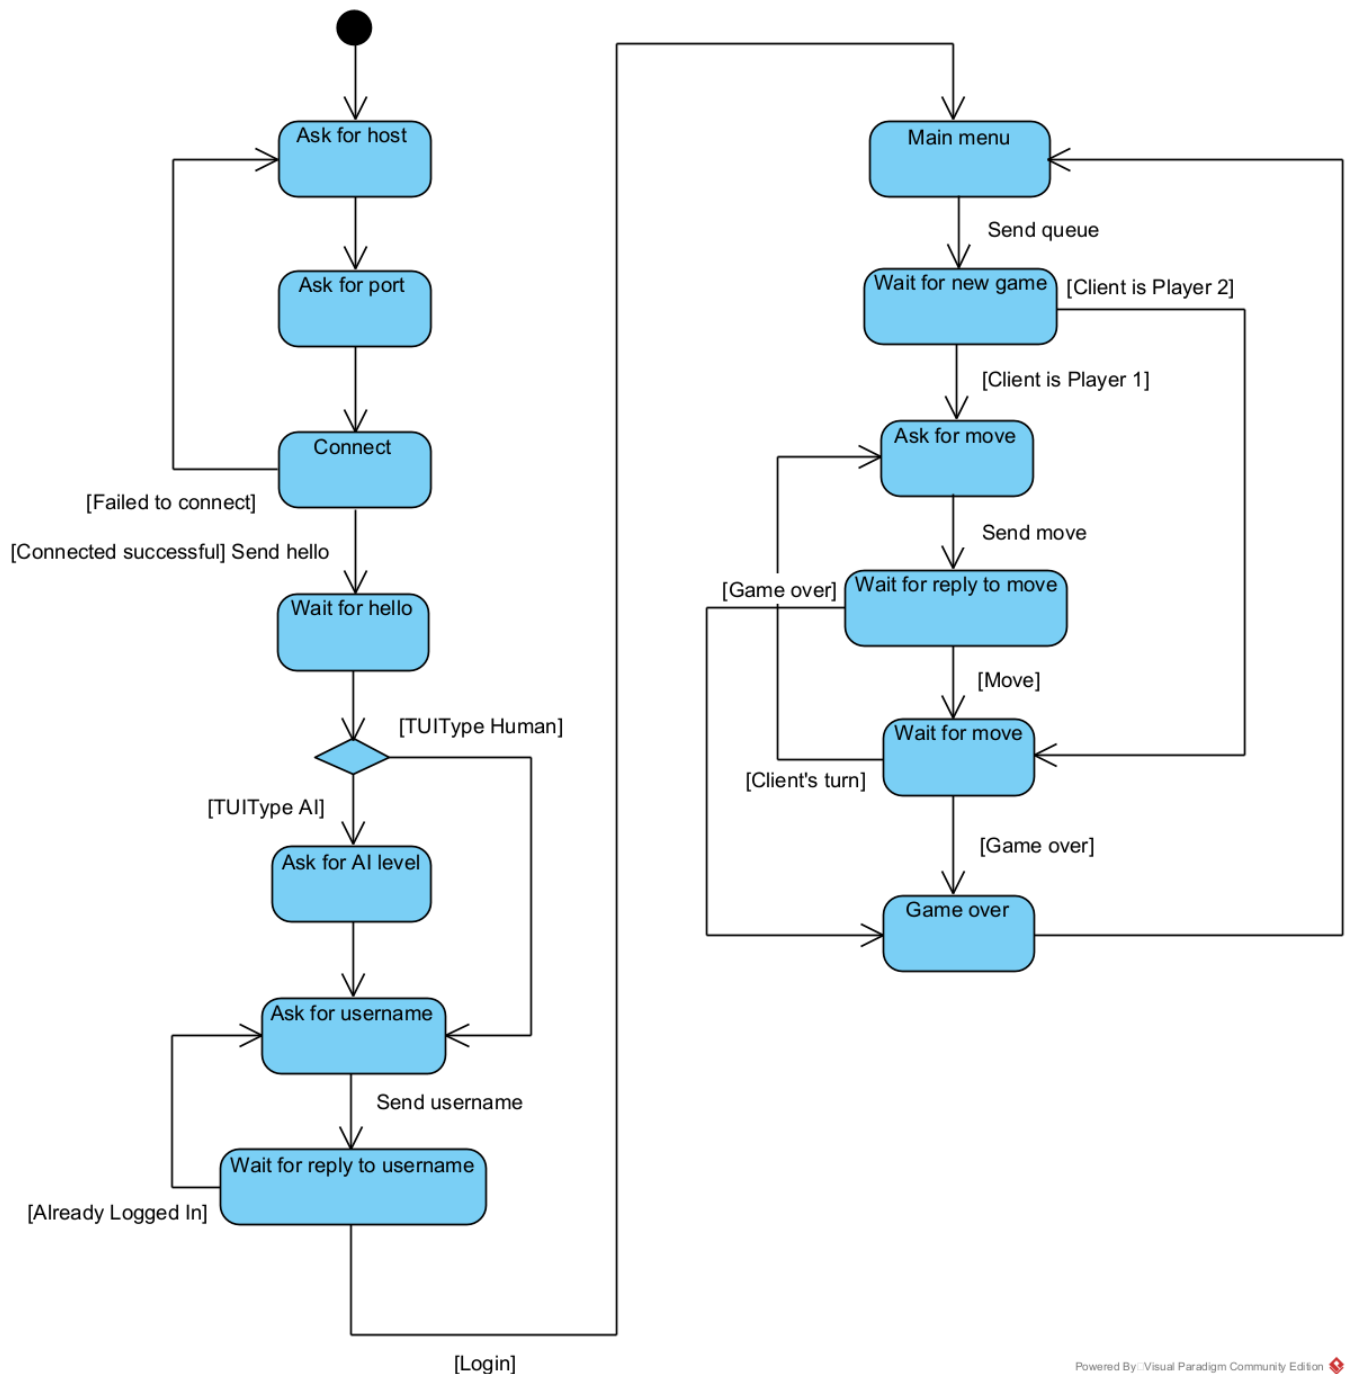 Ask for host
Ask for port
Connect
[Failed to connect]
[Connected successful] Send hello
Wait for hello
[TUIType Human]
[TUIType AI]
Ask for AI level
Ask for username
Send username
Wait for reply to username
[Already Logged In]
[Login]
Main menu
Send queue
Wait for new game
[Client is Player 2]
[Client is Player 1]
Ask for move
Send move
[Game over]
Wait for reply to move
[Move]
Wait for move
[Client's turn]
[Game over]
Game over
Powered By Visual Paradigm Community Edition